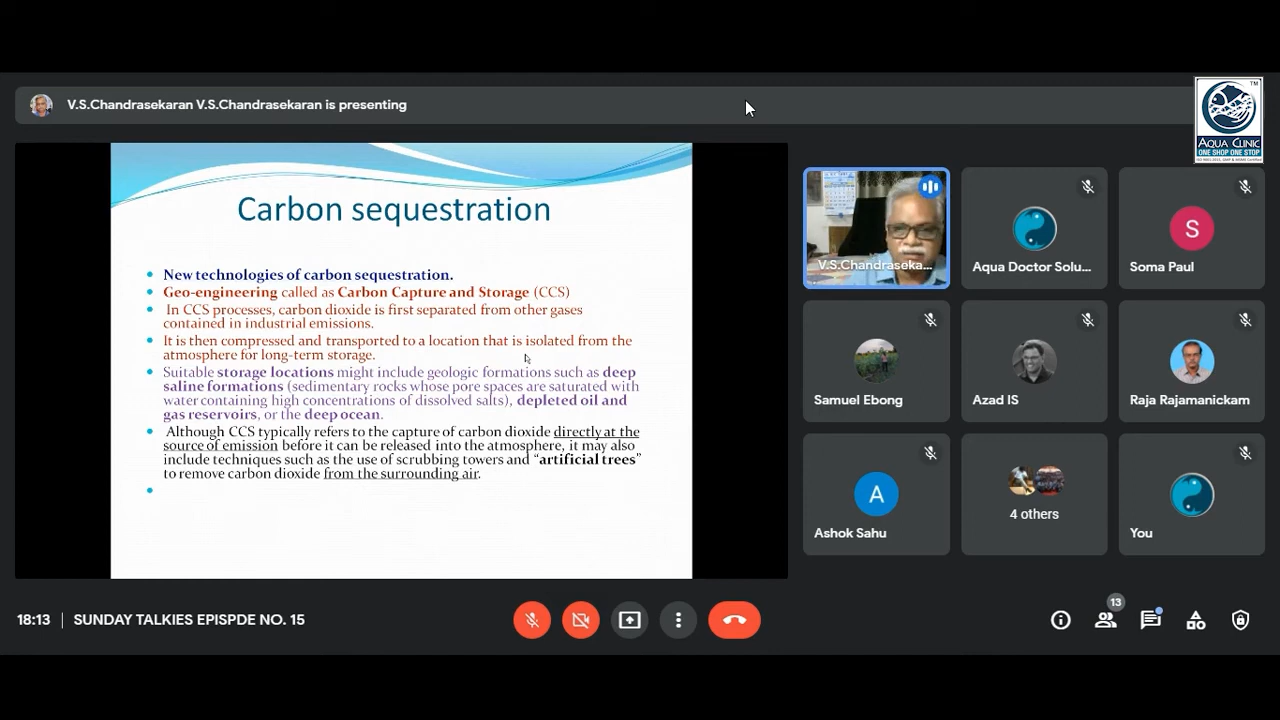 V.S.Chandrasekaran V.S.Chandrasekaran is presenting
TM
AQUA CLINIC
ONE SHOP ONE STOP
Carbon sequestration
New technologies of carbon sequestration.
Geo-engineering called as Carbon Capture and Storage (CCS)
In CCS processes, carbon dioxide is first separated from other gases
contained in industrial emissions.
It is then compressed and transported to a location that is isolated from the
atmosphere for long-term storage.
Suitable storage locations might include geologic formations such as deep
saline formations (sedimentary rocks whose pore spaces are saturated with
water containing high concentrations of dissolved salts), depleted oil and
gas reservoirs, or the deep ocean.
Although CCS typically refers to the capture of carbon dioxide directly at the
source of emission before it can be released into the atmosphere, it may also
include techniques such as the use of scrubbing towers and “artificial trees”
to remove carbon dioxide from the surrounding air.
V.S.Chandraseka...
Aqua Doctor Solu...
S
Soma Paul
Samuel Ebong
Azad IS
Raja Rajamanickam
A
Ashok Sahu
4 others
You
18:13 | SUNDAY TALKIES EPISPDE NO. 15
13